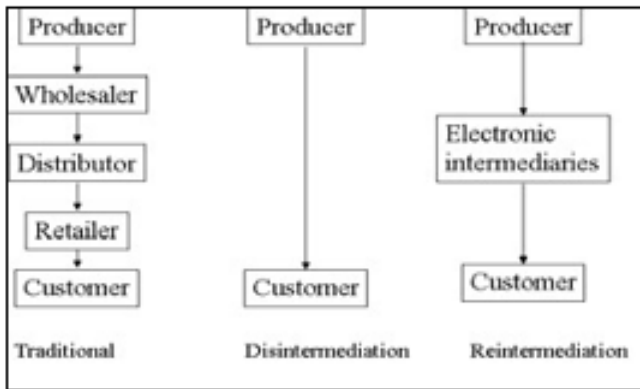 Producer
Wholesaler
Distributor
Retailer
Customer
Traditional
Producer
Customer
Disintermediation
Producer
Electronic
intermediaries
Customer
Reintermediation